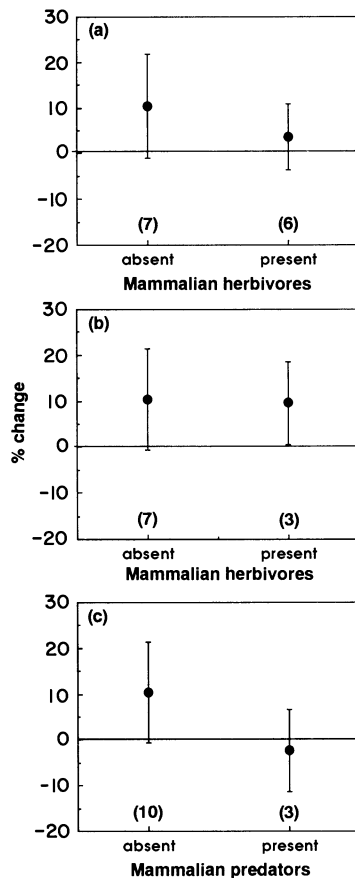 (a)
30
20
10
0
-10
-20
(7) (6)
absent present
Mammalian herbivores
(b)
30
20
10
0
-10
-20
(7) (3)
absent present
Mammalian herbivores
% change
(c)
30
20
10
0
-10
-20
(10) (3)
absent present
Mammalian predators